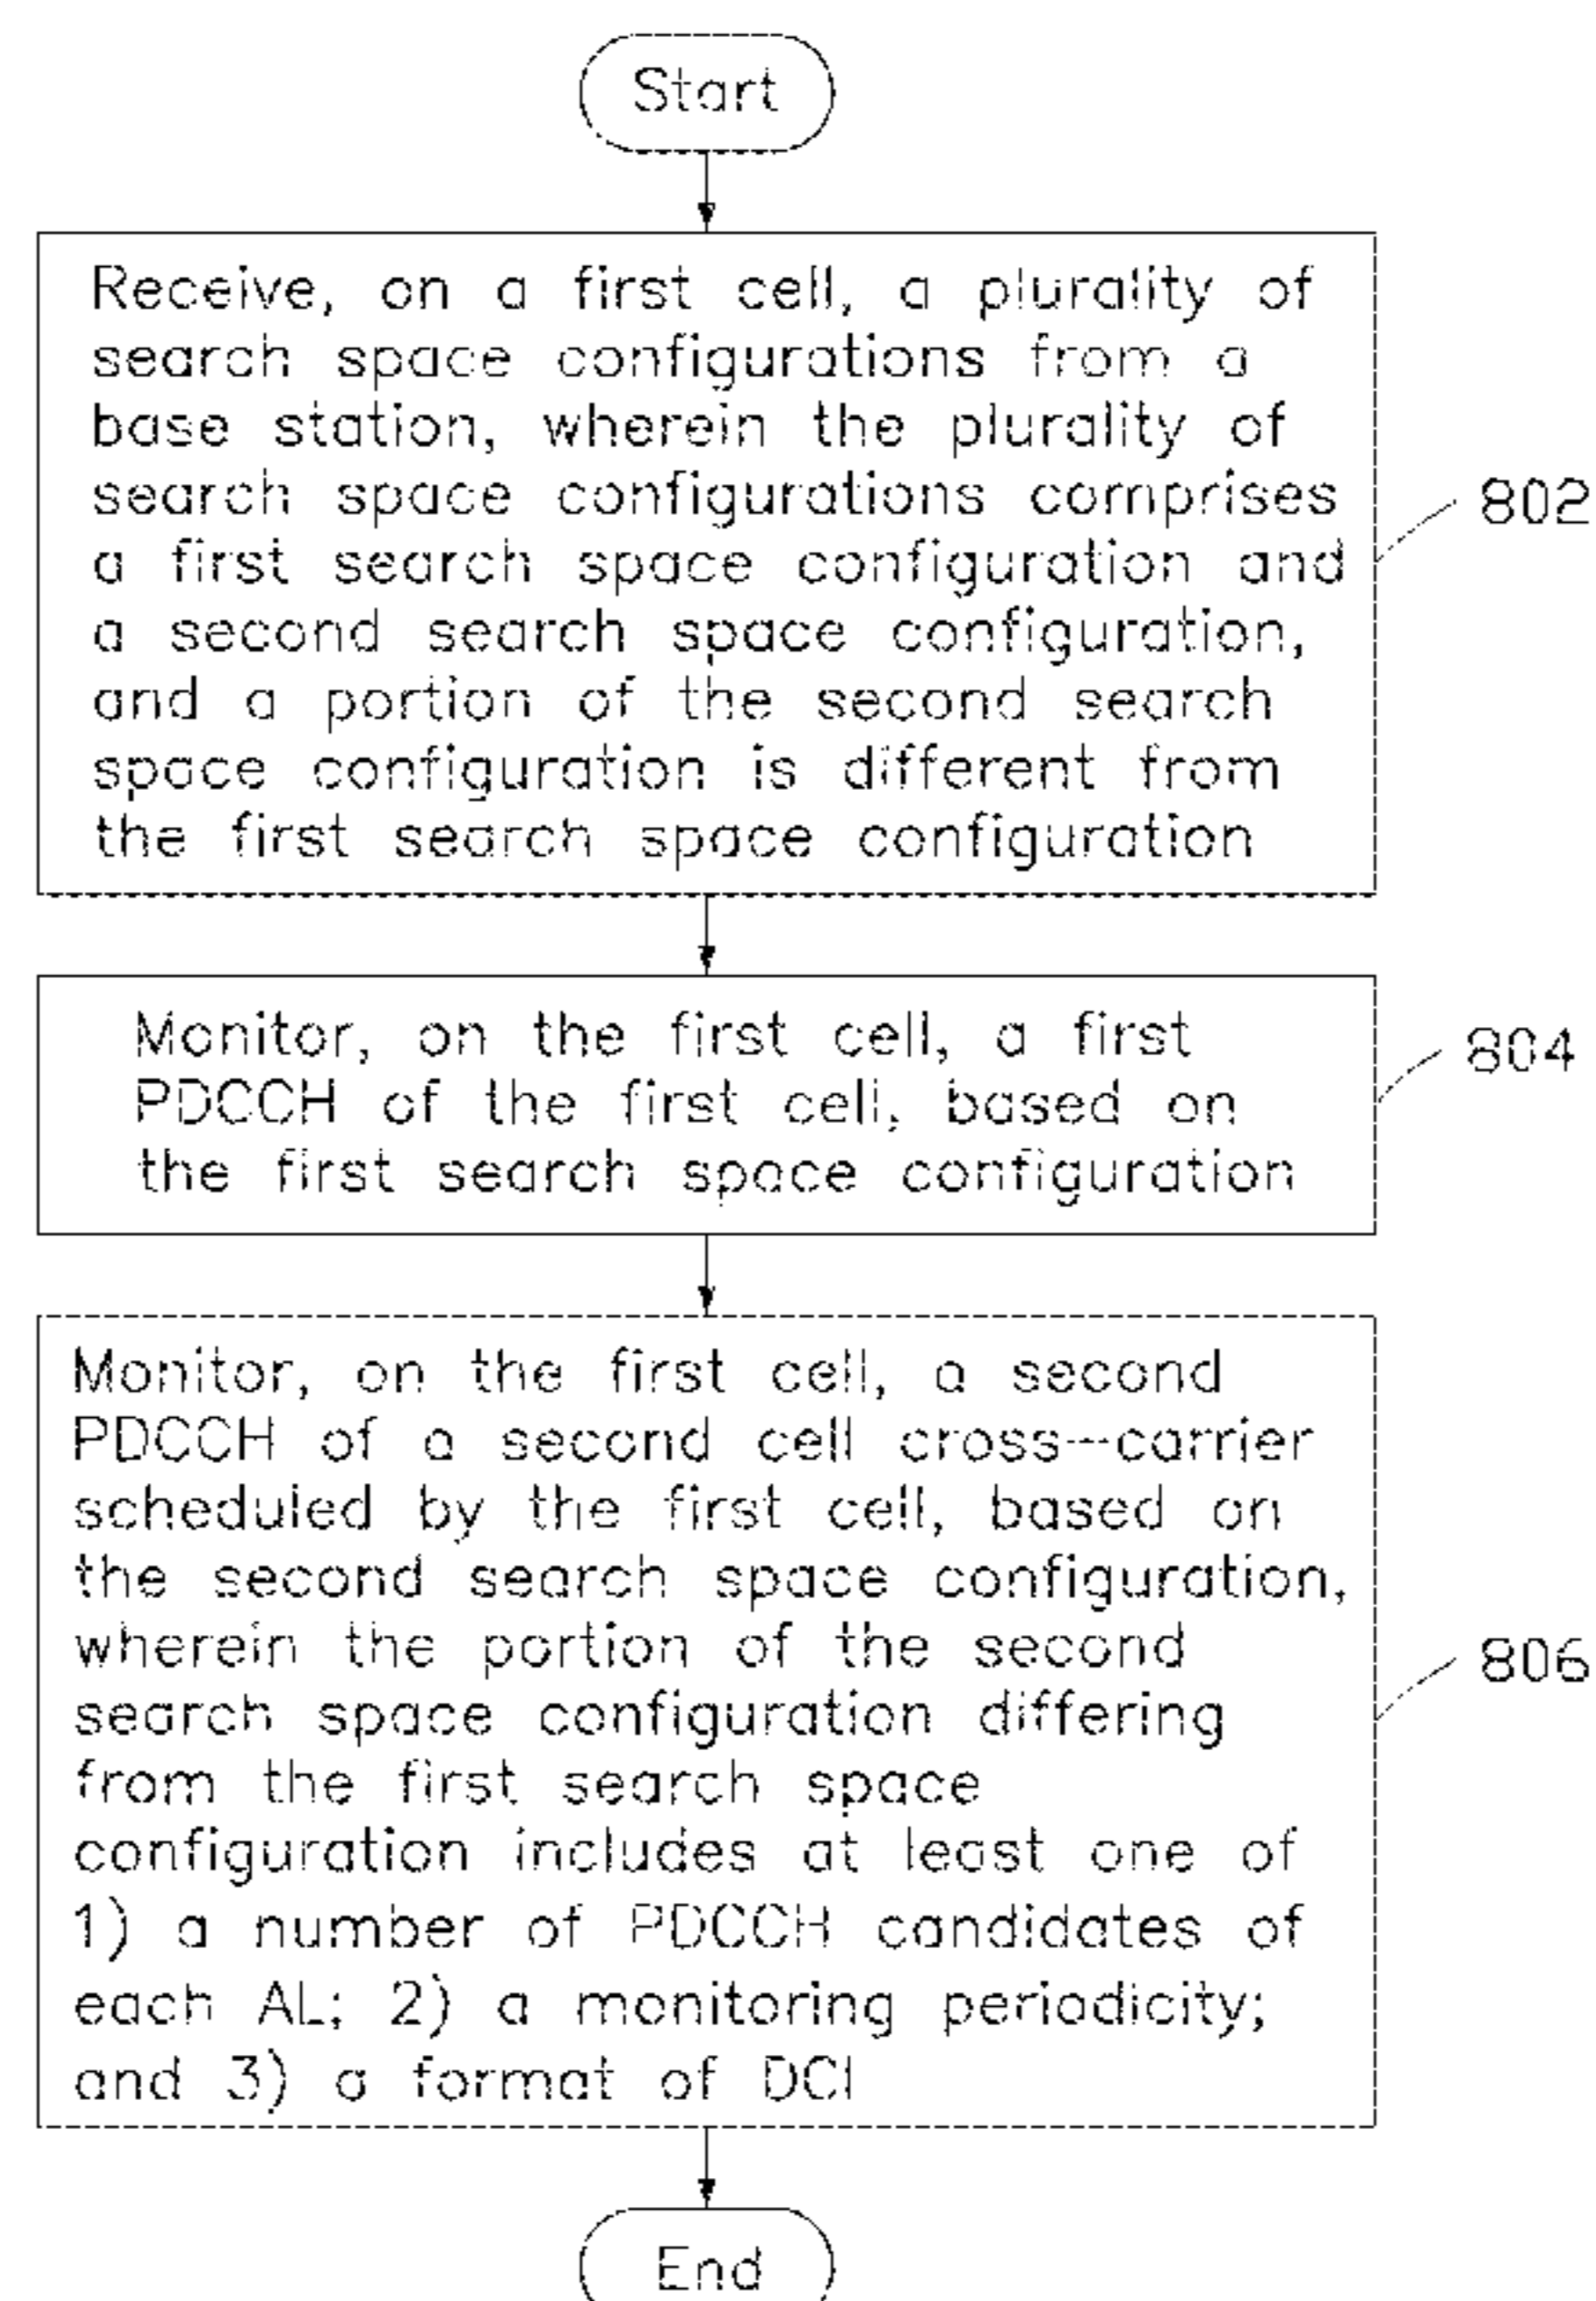 Start
Receive, on a first cell, a plurality of
search space configurations from a
base station, wherein the plurality of
search space configurations comprises
a first search space configuration and
a second search space configuration,
and a portion of the second search
space configuration is different from
the first search space configuration
802
Monitor, on the first cell, a first
PDCCH of the first cell, based on
the first search space configuration
804
Monitor, on the first cell, a second
PDCCH of a second cell cross-carrier
scheduled by the first cell, based on
the second search space configuration,
wherein the portion of the second
search space configuration differing
from the first search space
configuration includes at least one of
1) a number of PDCCH candidates of
each AL; 2) a monitoring periodicity;
and 3) a format of DCI
806
End